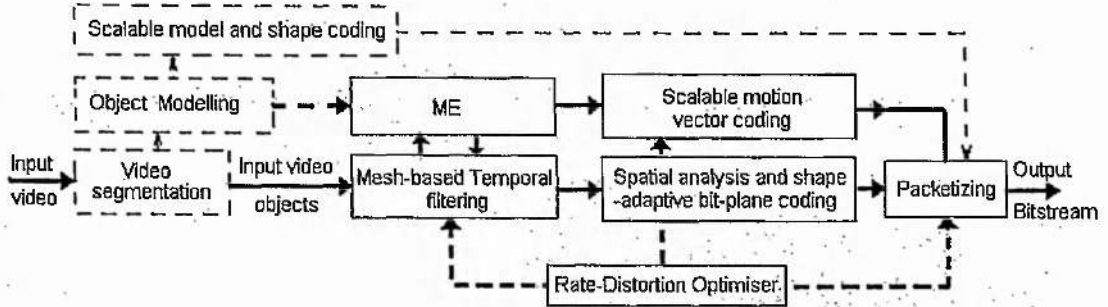 Scalable model and shape coding
Object Modelling
ME
Scalable motion
vector coding
Input
video
Video
segmentation
Input video
objects
Mesh-based Temporal
filtering
Spatial analysis and shape
-adaptive bit-plane coding
Packetizing
Output
Bitstream
Rate-Distortion Optimiser